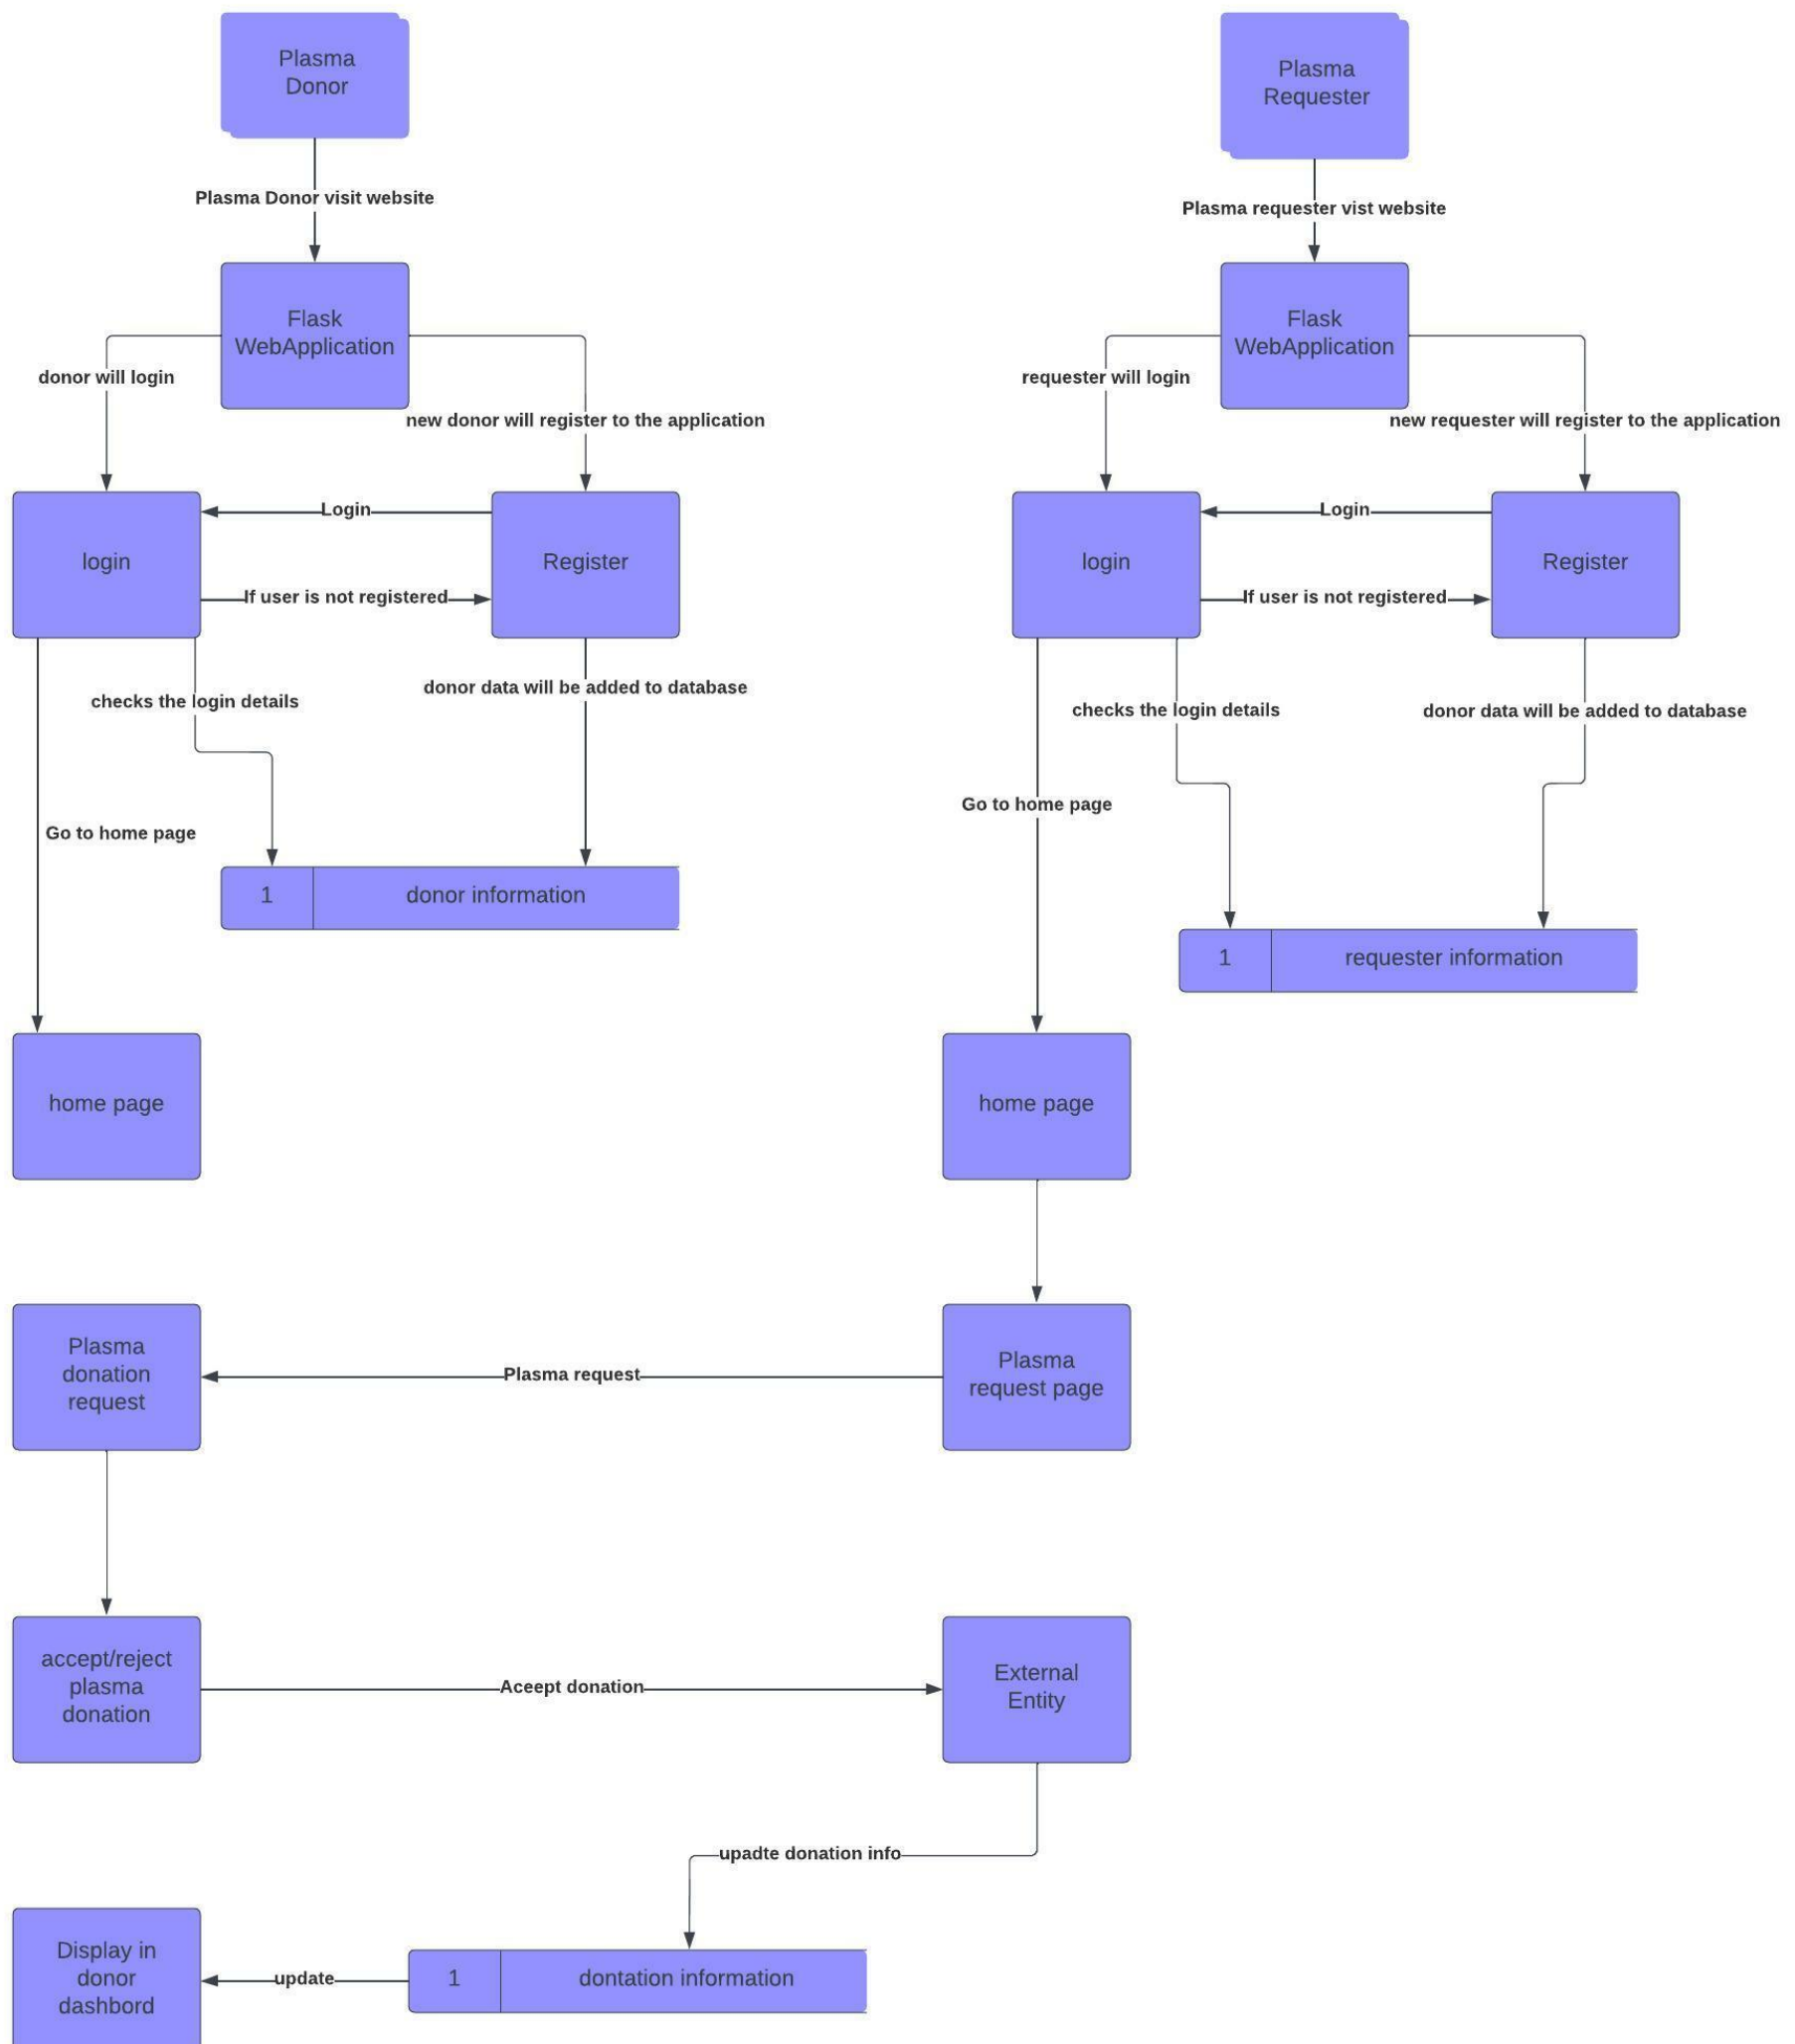 Plasma
Donor
Plasma
Requester
Plasma Donor visit website
Plasma requester vist website
Flask
WebApplication
Flask
WebApplication
donor will login
requester will login
new donor will register to the application
new requester will register to the application
login
Login
If user is not registered
Register
login
Login
If user is not registered
Register
checks the login details
donor data will be added to database
checks the login details
donor data will be added to database
Go to home page
Go to home page
1
donor information
1
requester information
home page
home page
Plasma
donation
request
Plasma request
Plasma
request page
accept/reject
plasma
donation
Aceept donation
External
Entity
upadte donation info
Display in
donor
dashbord
update
1
dontation information